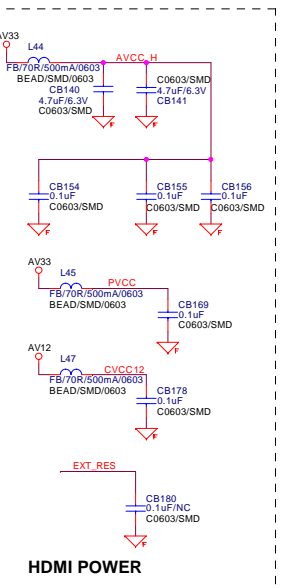 AV33
L44
AVCC_H
FB/70R/500mA/0603
BEAD/SMD/0603
CB140
4.7uF/6.3V
C0603/SMD
C0603/SMD
4.7uF/6.3V
CB141
F
F
CB154
0.1uF
C0603/SMD
CB155
0.1uF
C0603/SMD
CB156
0.1uF
C0603/SMD
F
F
F
AV33
L45
PVCC
FB/70R/500mA/0603
BEAD/SMD/0603
CB169
0.1uF
C0603/SMD
F
AV12
L47
CVCC12
FB/70R/500mA/0603
BEAD/SMD/0603
CB178
0.1uF
C0603/SMD
F
EXT_RES
CB180
0.1uF/NC
C0603/SMD
F
HDMI POWER